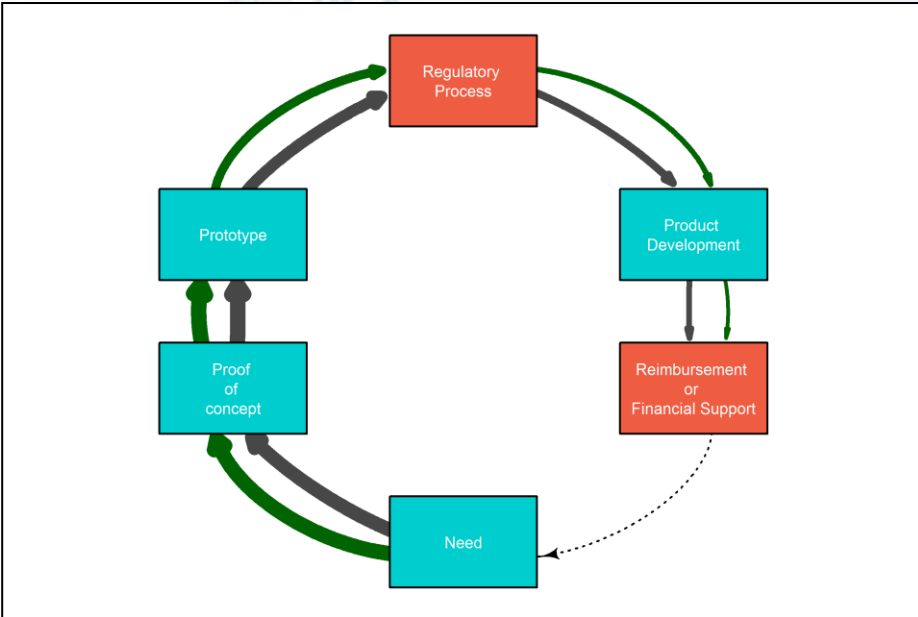 Regulatory
Process
Prototype
Product
Development
Proof
of
concept
Reimbursement
or
Financial Support
Need